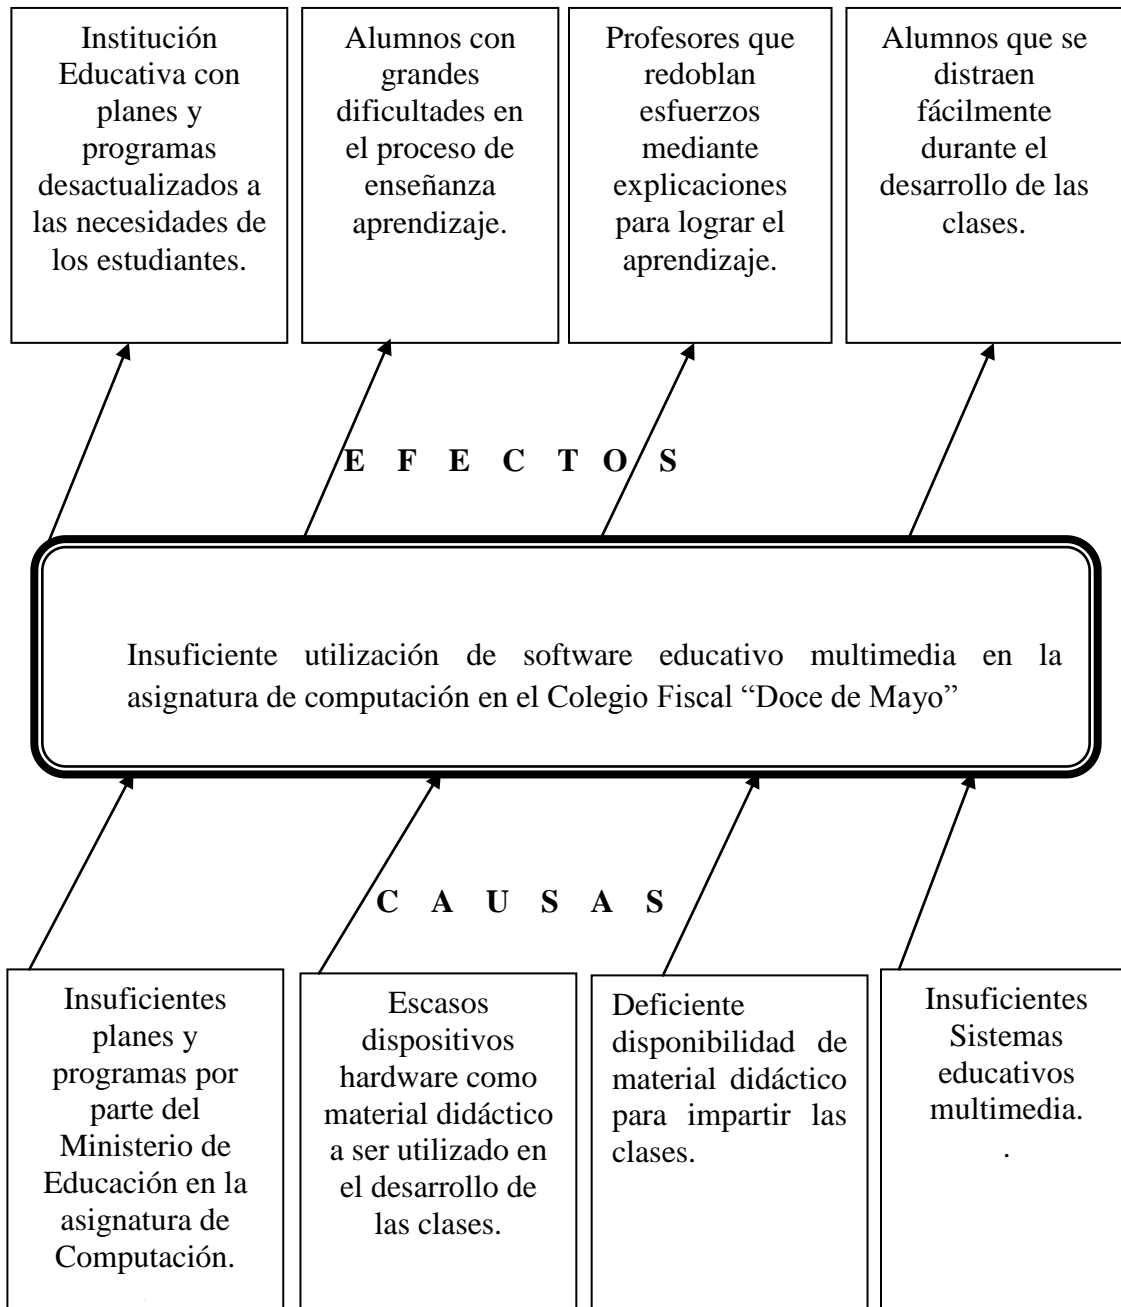 Institución
Educativa con
planes y
programas
desactualizados a
las necesidades de
los estudiantes.
Alumnos con
grandes
dificultades en
el proceso de
enseñanza
aprendizaje.
Profesores que
redoblan
esfuerzos
mediante
explicaciones
para lograr el
aprendizaje.
Alumnos que se
distraen
fácilmente
durante el
desarrollo de las
clases.
E F E C T O S
Insuficiente utilización de software educativo multimedia en la
asignatura de computación en el Colegio Fiscal “Doce de Mayo”
C A U S A S
Insuficientes
planes y
programas por
parte del
Ministerio de
Educación en la
asignatura de
Computación.
Escasos
dispositivos
hardware como
material didáctico
a ser utilizado en
el desarrollo de
las clases.
Deficiente
disponibilidad de
material didáctico
para impartir las
clases.
Insuficientes
Sistemas
educativos
multimedia.
.